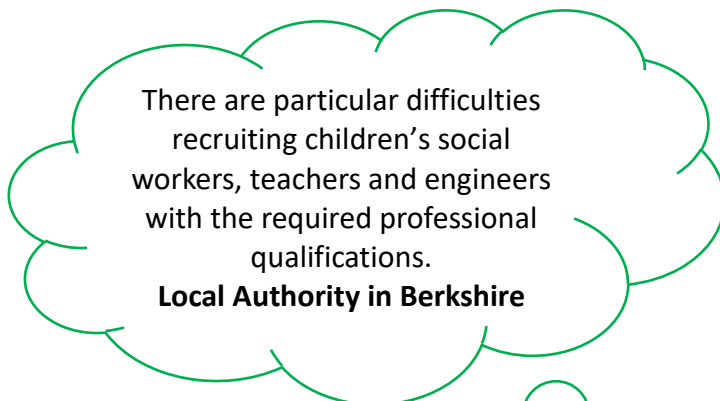 There are particular difficulties
recruiting children’s social
workers, teachers and engineers
with the required professional
qualifications.
Local Authority in Berkshire